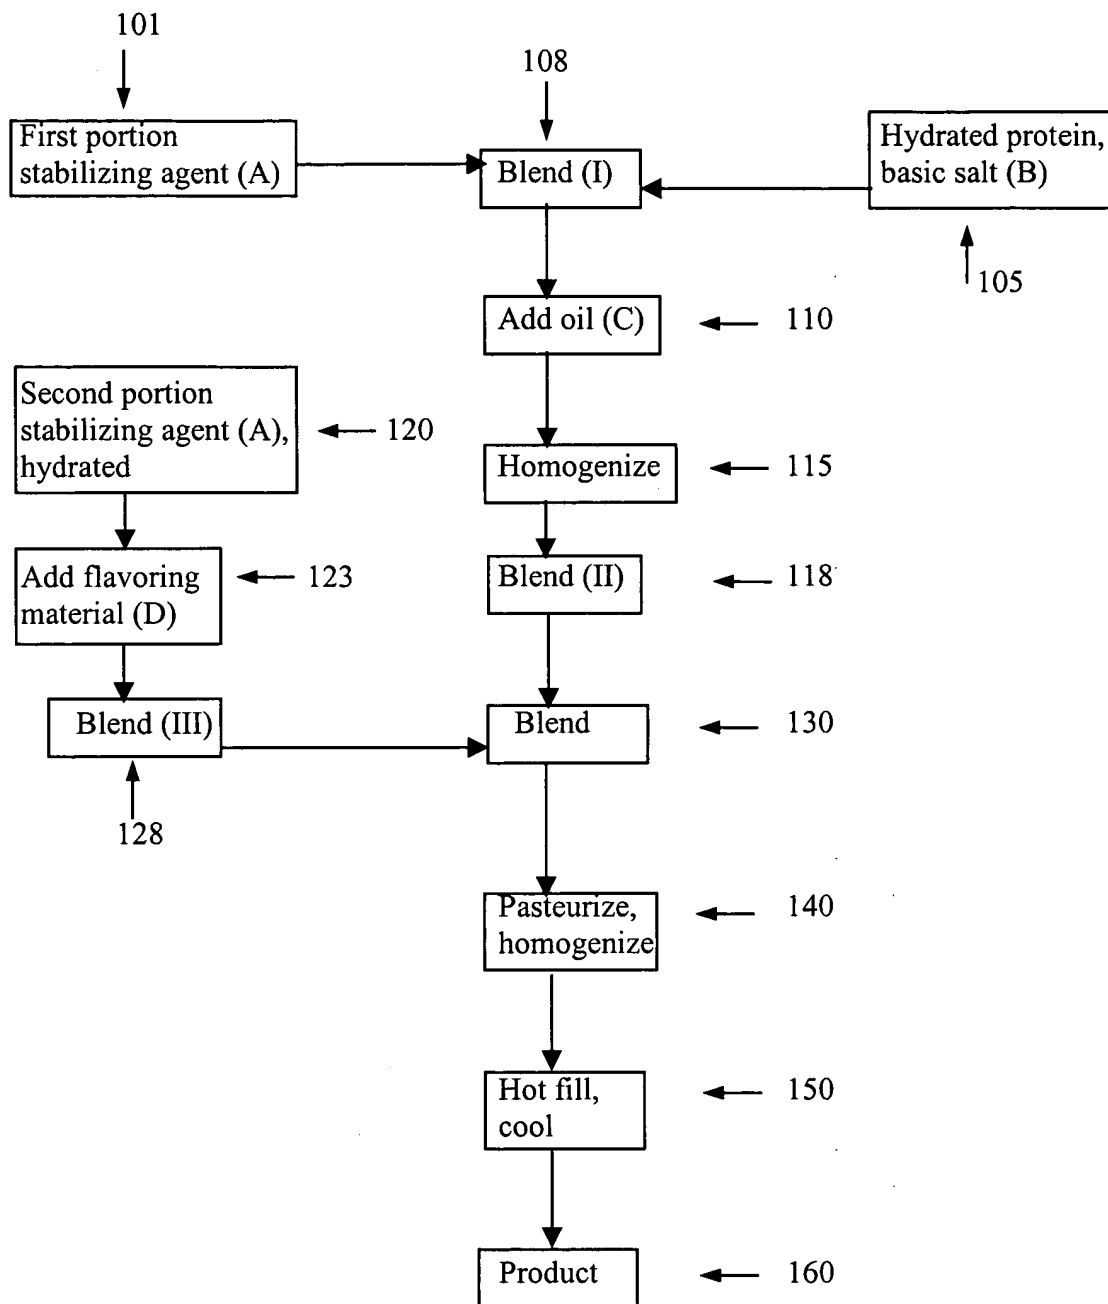 101
108
First portion
stabilizing agent (A)
Blend (I)
Hydrated protein,
basic salt (B)
105
Add oil (C)
110
Second portion
stabilizing agent (A),
hydrated
120
Homogenize
115
Add flavoring
material (D)
123
Blend (II)
118
Blend (III)
Blend
130
128
Pasteurize,
homogenize
140
Hot fill,
cool
150
Product
160